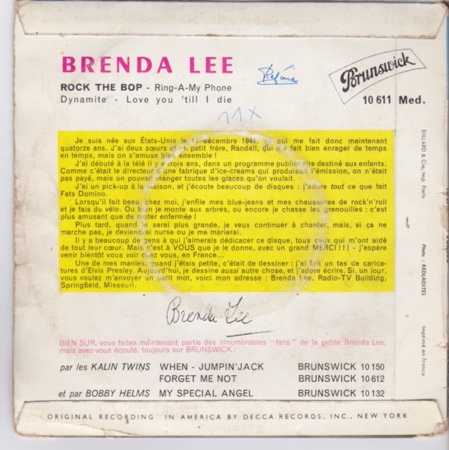 BRENDA LEE
ROCK THE BOP - Ring-A-My Phone
Dynamite - Love you 'till I die
Brunswick
10 611 Med.
11X
Je suis née aux États-Unis le 11 décembre 1944, ce qui me fait donc maintenant
quatorze ans. J'ai deux sœurs et un petit frère, Randall, qui me fait bien enrager de temps
en temps, mais on s'amuse bien ensemble !
J'ai débuté à la télé il y a trois ans, dans un programme publicitaire destiné aux enfants.
Comme c'était le directeur d'une fabrique d'ice-creams qui produisait l'émission, on n'était
pas payé, mais on pouvait manger toutes les glaces qu'on voulait.
J'ai un pick-up à la maison, et j'écoute beaucoup de disques : j'adore tout ce que fait
Fats Domino.
Lorsqu'il fait beau, chez moi, j'enfile mes blue-jeans et mes chaussures de rock'n'roll
et je fais du vélo. Ou bien je monte aux arbres, ou encore je chasse les grenouilles : c'est
plus amusant que de rester enfermée !
Plus tard, quand je serai plus grande, je veux continuer à chanter, mais, si ça ne
marche pas, je deviendrai nurse ou je me marierai.
Il y a beaucoup de gens à qui j'aimerais dédicacer ce disque, tous ceux qui m'ont aidé
de tout leur cœur. Mais c'est à VOUS que je le donne, avec un grand MERCI !!! - j'espère
venir bientôt vous voir chez vous, en France...
Une de mes manies, quand j'étais petite, c'était de dessiner : j'ai fait un tas de carica-
tures d'Elvis Presley. Aujourd'hui, je dessine aussi autre chose, et j'adore écrire. Si, un jour,
vous voulez m'envoyer un petit mot, voici mon adresse : Brenda Lee, Radio-TV Building,
Springfield, Missouri.
Brenda Lee
BIEN-SUR, vous faites maintenant partie des innombrables "fans" de la petite Brenda Lee,
mais avez-vous écouté, toujours sur BRUNSWICK :
par les KALIN TWINS WHEN - JUMPIN'JACK BRUNSWICK 10 150
FORGET ME NOT BRUNSWICK 10 612
et par BOBBY HELMS MY SPECIAL ANGEL BRUNSWICK 10 132
ORIGINAL RECORDING IN AMERICA BY DECCA RECORDS, INC., NEW YORK
DILLARD & Cie, Imp. Paris
Imprimé en France